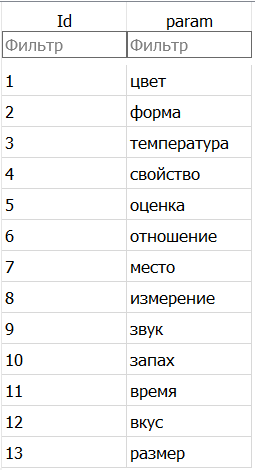 Id param
Фильтр Фильтр
1 цвет
2 форма
3 температура
4 свойство
5 оценка
6 отношение
7 место
8 измерение
9 звук
10 запах
11 время
12 вкус
13 размер